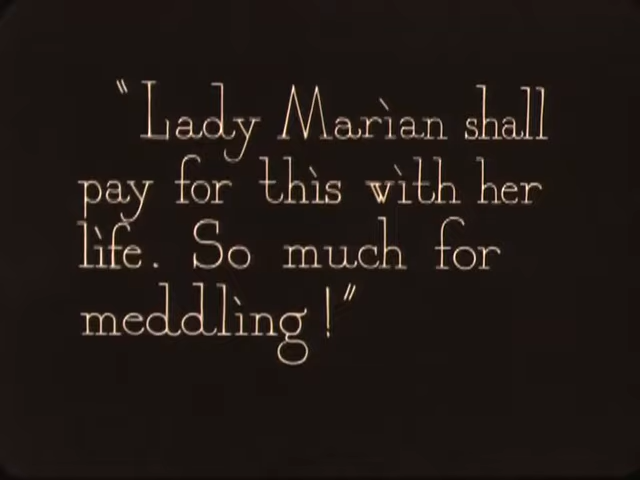 "Lady Marian shall
pay for this with her
life. So much for
meddling!"